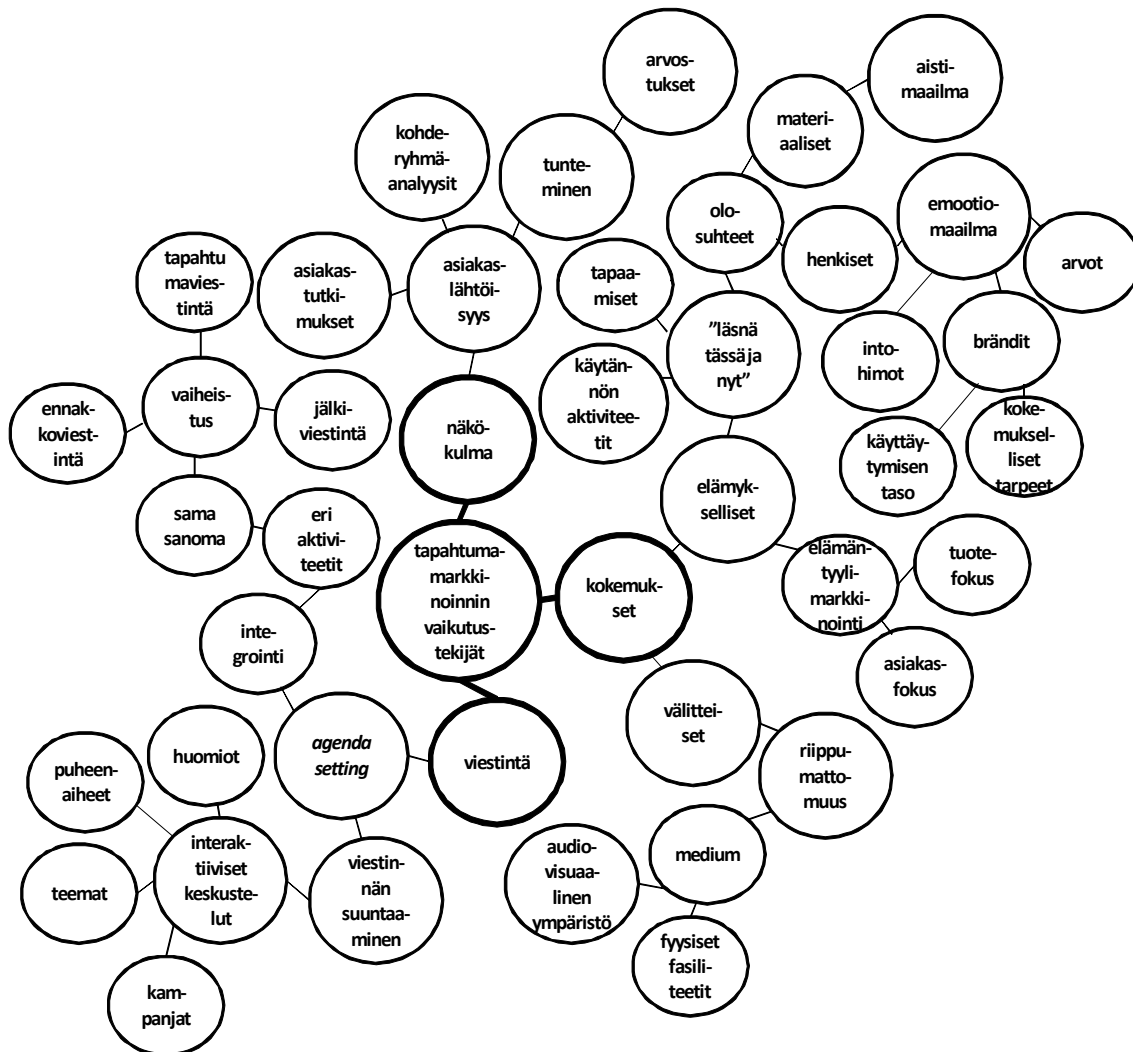 arvos-
tukset
aisti-
maailma
materi-
aaliset
kohde-
ryhmä-
analyysit
tunte-
minen
olo-
suhteet
emootio-
maailma
henkiset
arvot
tapahtu
mavies-
tintä
asiakas-
tutki-
mukset
asiakas-
lähtöi-
syys
tapaa-
miset
”läsnä
tässä ja
nyt”
into-
himot
brändit
käytän-
nön
aktivitee-
tit
ennak-
koviest-
intä
vaiheis-
tus
jälki-
viestintä
näkö-
kulma
käyttäy-
tymisen
taso
koke-
muksel-
liset
tarpeet
elämyk-
selliset
sama
sanoma
eri
aktivi-
teetit
tapahtuma-
markki-
noinnin
vaikutus-
tekijät
kokemuk-
set
elämän-
tyyli-
markki-
nointi
tuote-
fokus
inte-
grointi
asiakas-
fokus
välittei-
set
agenda
setting
viestintä
huomiot
puheen-
aiheet
riippu-
matto-
muus
interak-
tiiviset
keskuste-
lut
teemat
viestin-
nän
suuntaa-
minen
audio-
visuaa-
linen
ympäristö
medium
fyysiset
fasili-
teetit
kam-
panjat